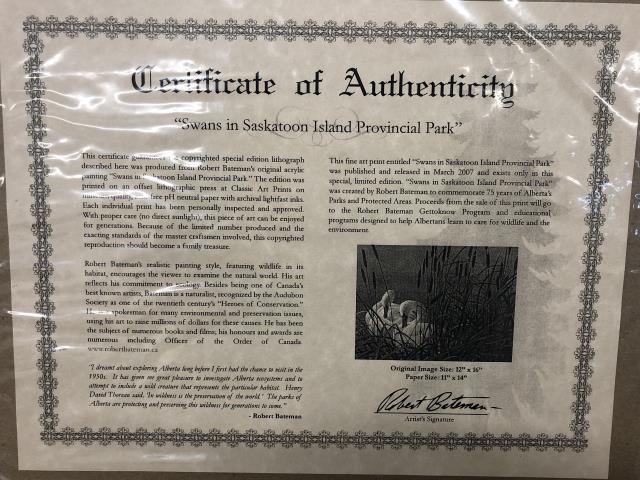 Certificate of Authenticity
"Swans in Saskatoon Island Provincial Park"
This certificate guarantees copyrighted special edition lithograph
described here was produced from Robert Bateman's original acrylic
painting "Swans in Saskatoon Island Provincial Park." The edition was
printed on an offset lithographic press at Classic Art Prints on
quality, free pH neutral paper with archival lightfast inks.
Each individual print has been personally inspected and approved.
With proper care (no direct sunlight), this piece of art can be enjoyed
for generations. Because of the limited number produced and the
exacting standards of the master craftsmen involved, this copyrighted
reproduction should become a family treasure.
Robert Bateman's realistic painting style, featuring wildlife in its
habitat, encourages the viewer to examine the natural world. His art
reflects his commitment to ecology. Besides being one of Canada's
best known artists, Bateman is a naturalist, recognized by the Audubon
Society as one of the twentieth century's "Heroes of Conservation."
spokesman for many environmental and preservation issues,
using his art to raise millions of dollars for these causes. He has been
the subject of numerous books and films; his honours and awards are
numerous including Officer of the Order of Canada.
www.robertbateman.ca
"I dreamt about exploring Alberta long before I first had the chance to visit in the
1950s. It has given me great pleasure to investigate Alberta ecosystems and to
attempt to include a wild creature that represents the particular habitat. Henry
David Thoreau said, 'In wildness is the preservation of the world.' The parks of
Alberta are protecting and preserving this wildness for generations to come."
- Robert Bateman
This fine art print entitled "Swans in Saskatoon Island Provincial Park"
was published and released in March 2007 and exists only in this
special, limited edition. "Swans in Saskatoon Island Provincial Park"
was created by Robert Bateman to commemorate 75 years of Alberta's
Parks and Protected Areas. Proceeds from the sale of this print will go
to the Robert Bateman Gettoknow Program and educational
programs designed to help Albertans learn to care for wildlife and the
environment.
Original Image Size: 12" x 16"
Paper Size: 11" x 14"
Robert Bateman
Artist's Signature